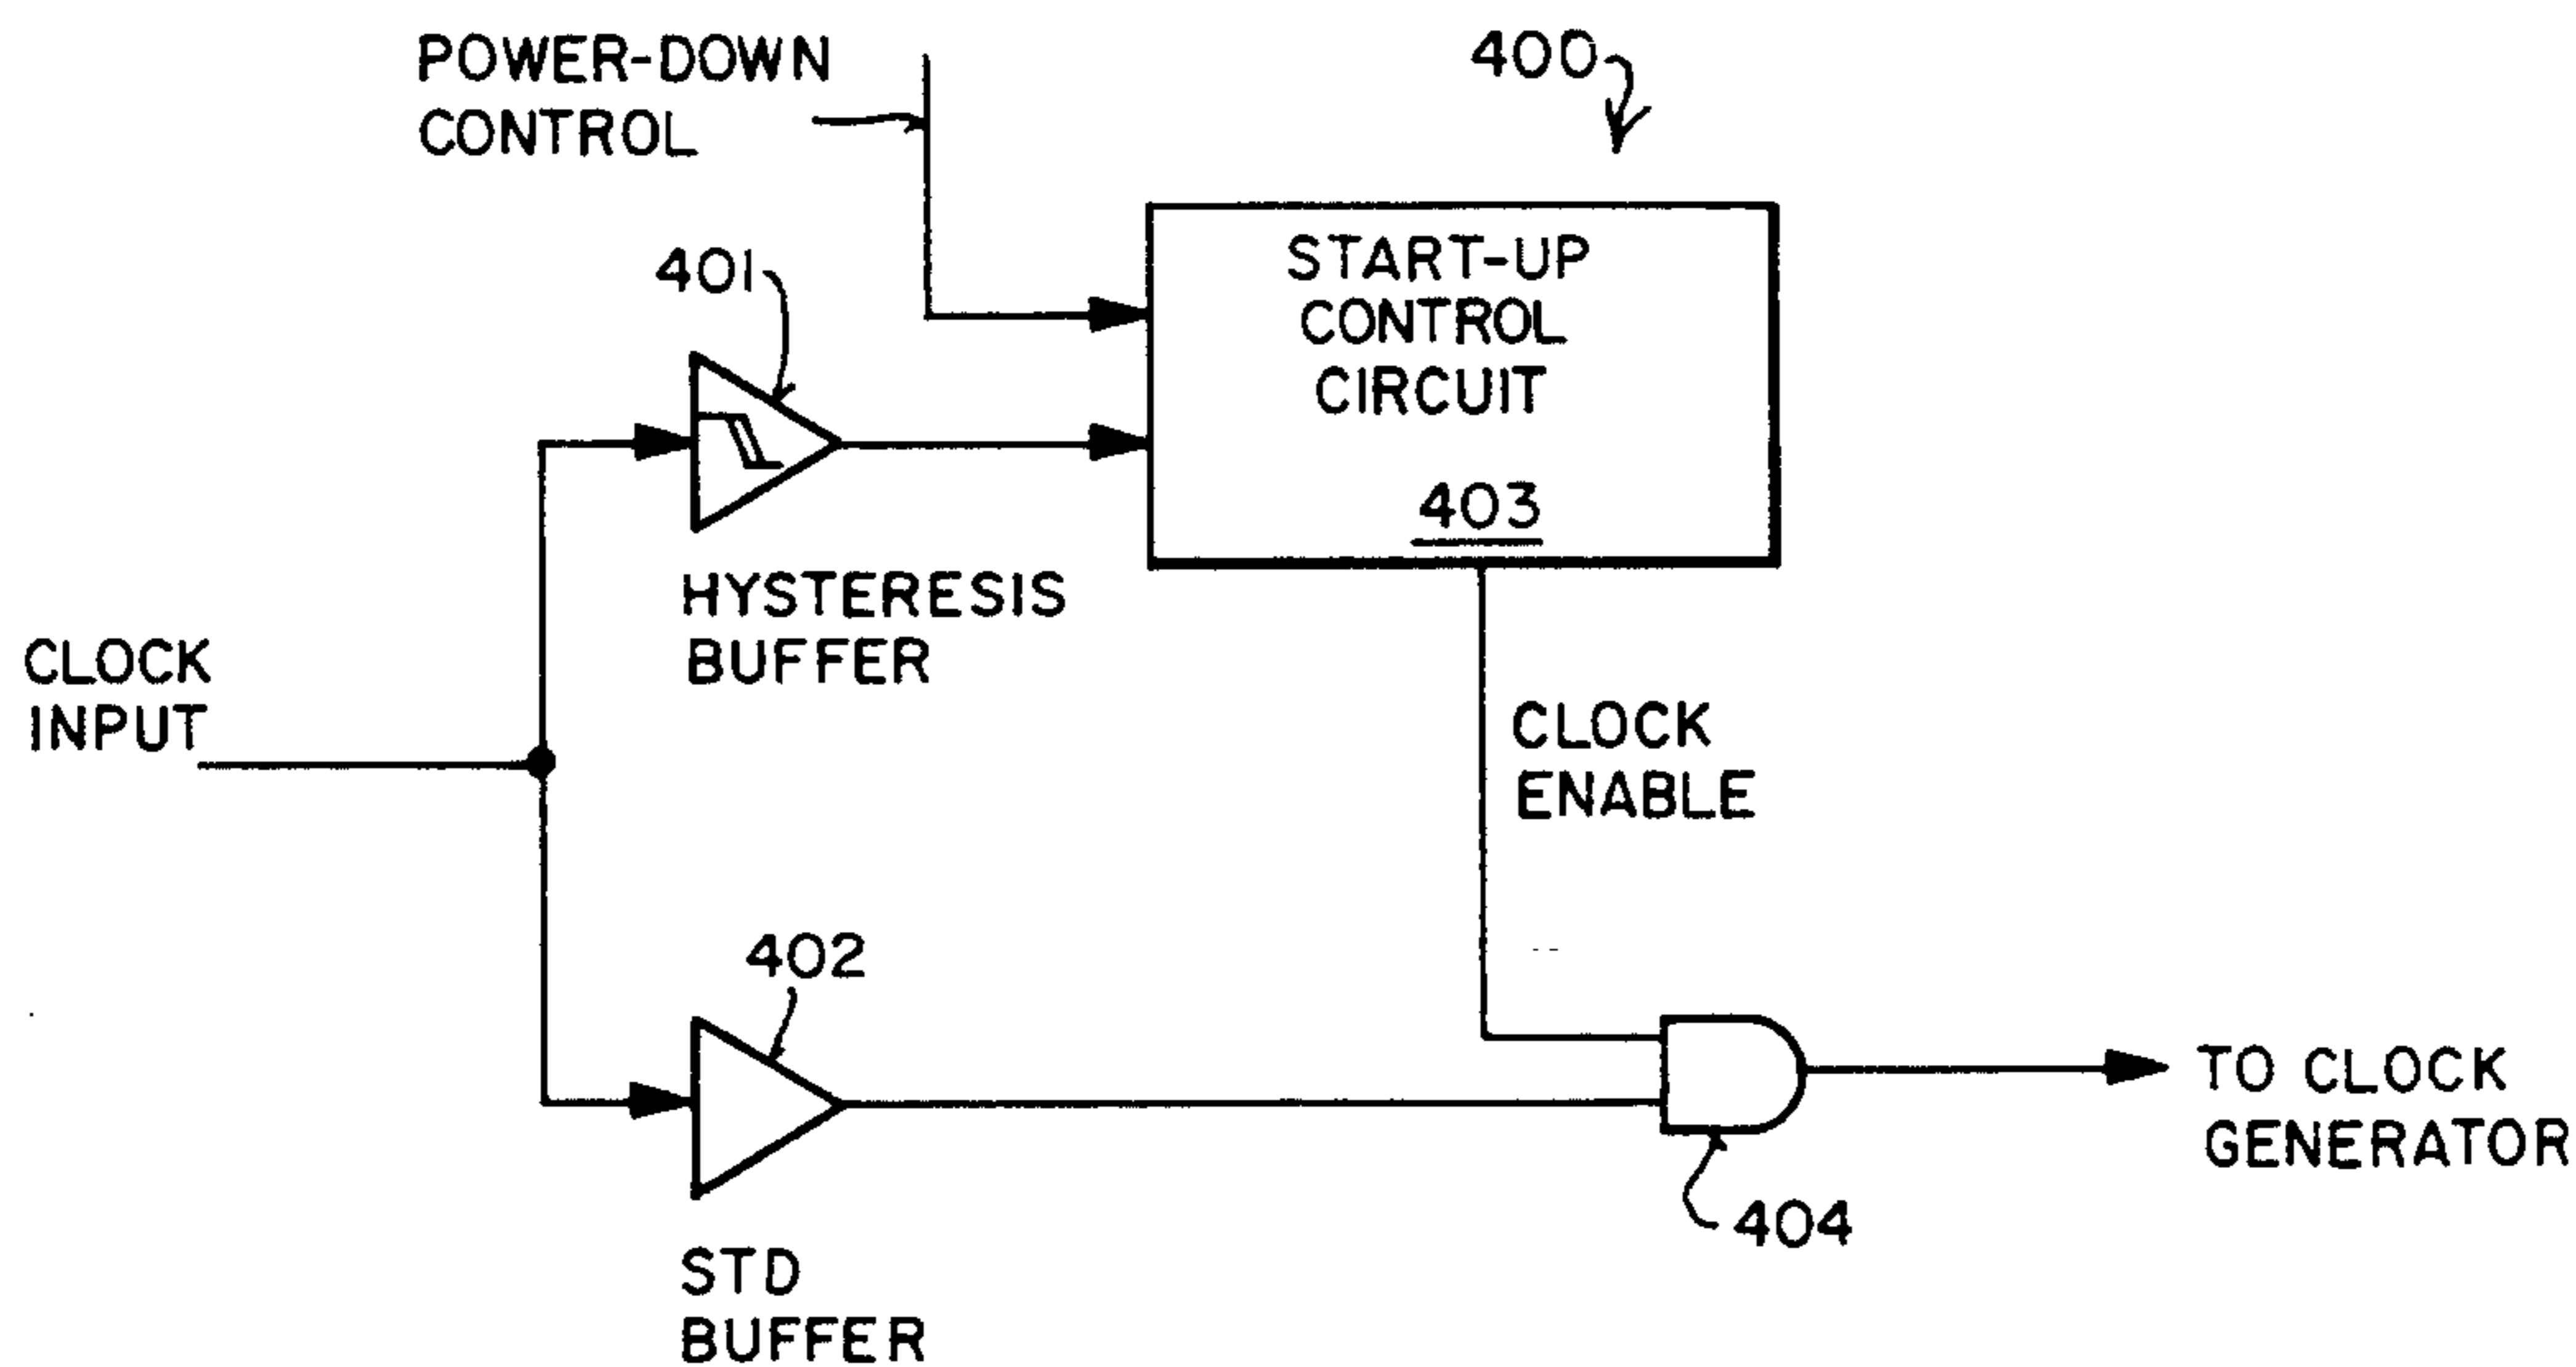 POWER-DOWN
CONTROL
400
401
START-UP
CONTROL
CIRCUIT
403
HYSTERESIS
BUFFER
CLOCK
INPUT
CLOCK
ENABLE
402
TO CLOCK
GENERATOR
404
STD
BUFFER